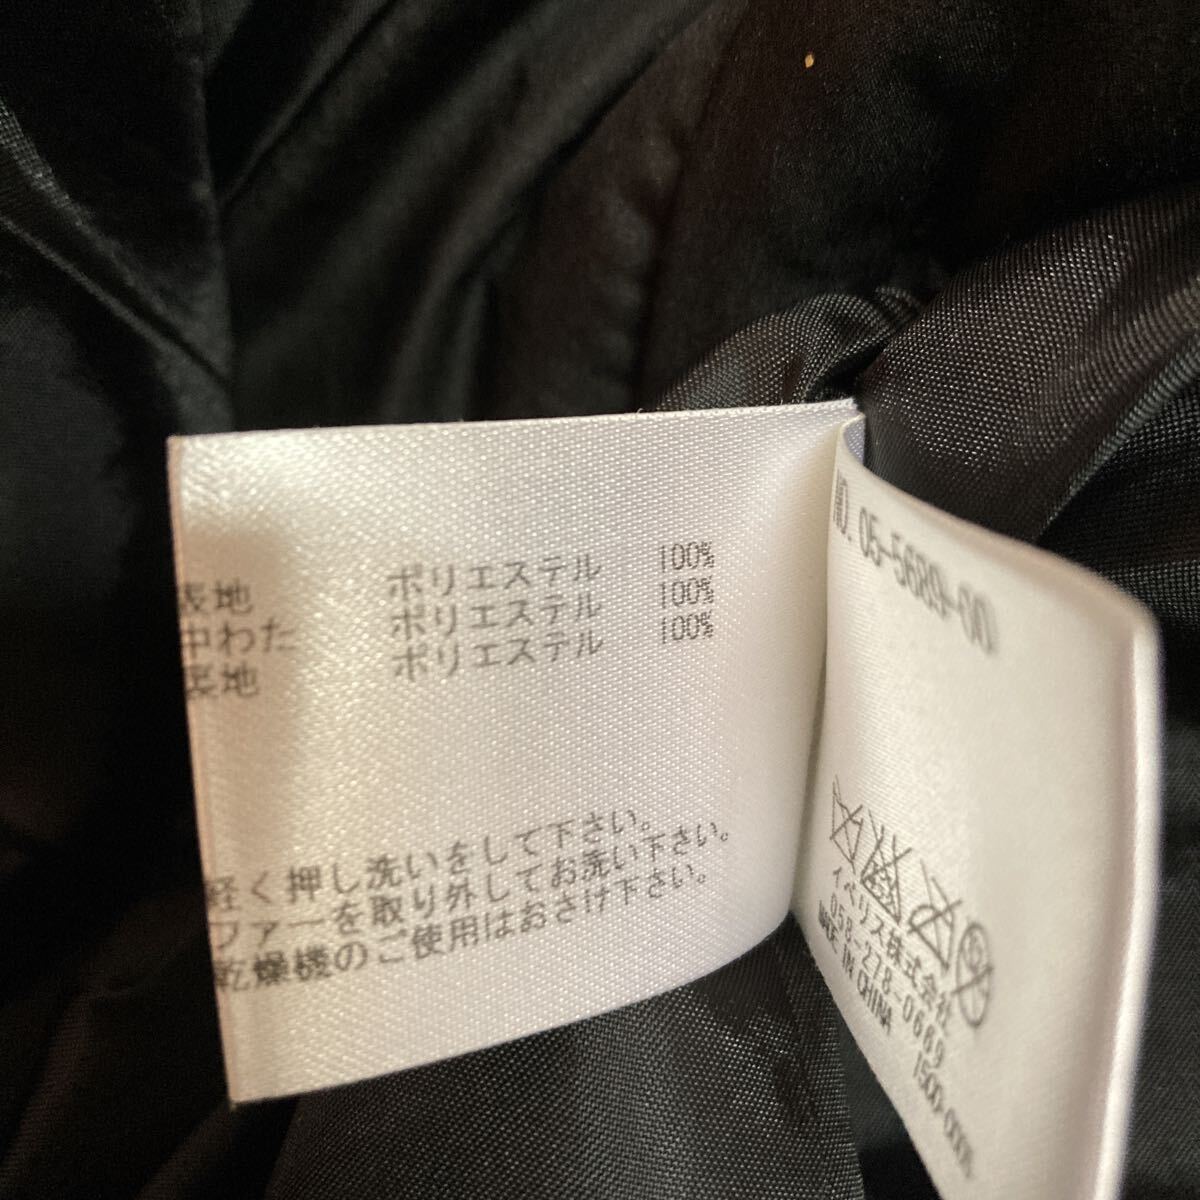 表地 ポリエステル 100%
中わた ポリエステル 100%
裏地 ポリエステル 100%
軽く押し洗いをして下さい。
ファーを取り外してお洗い下さい。
乾燥機のご使用はおさけ下さい。
NO. 05-5689-00
イベリス株式会社
058-278-0669
MADE IN CHINA